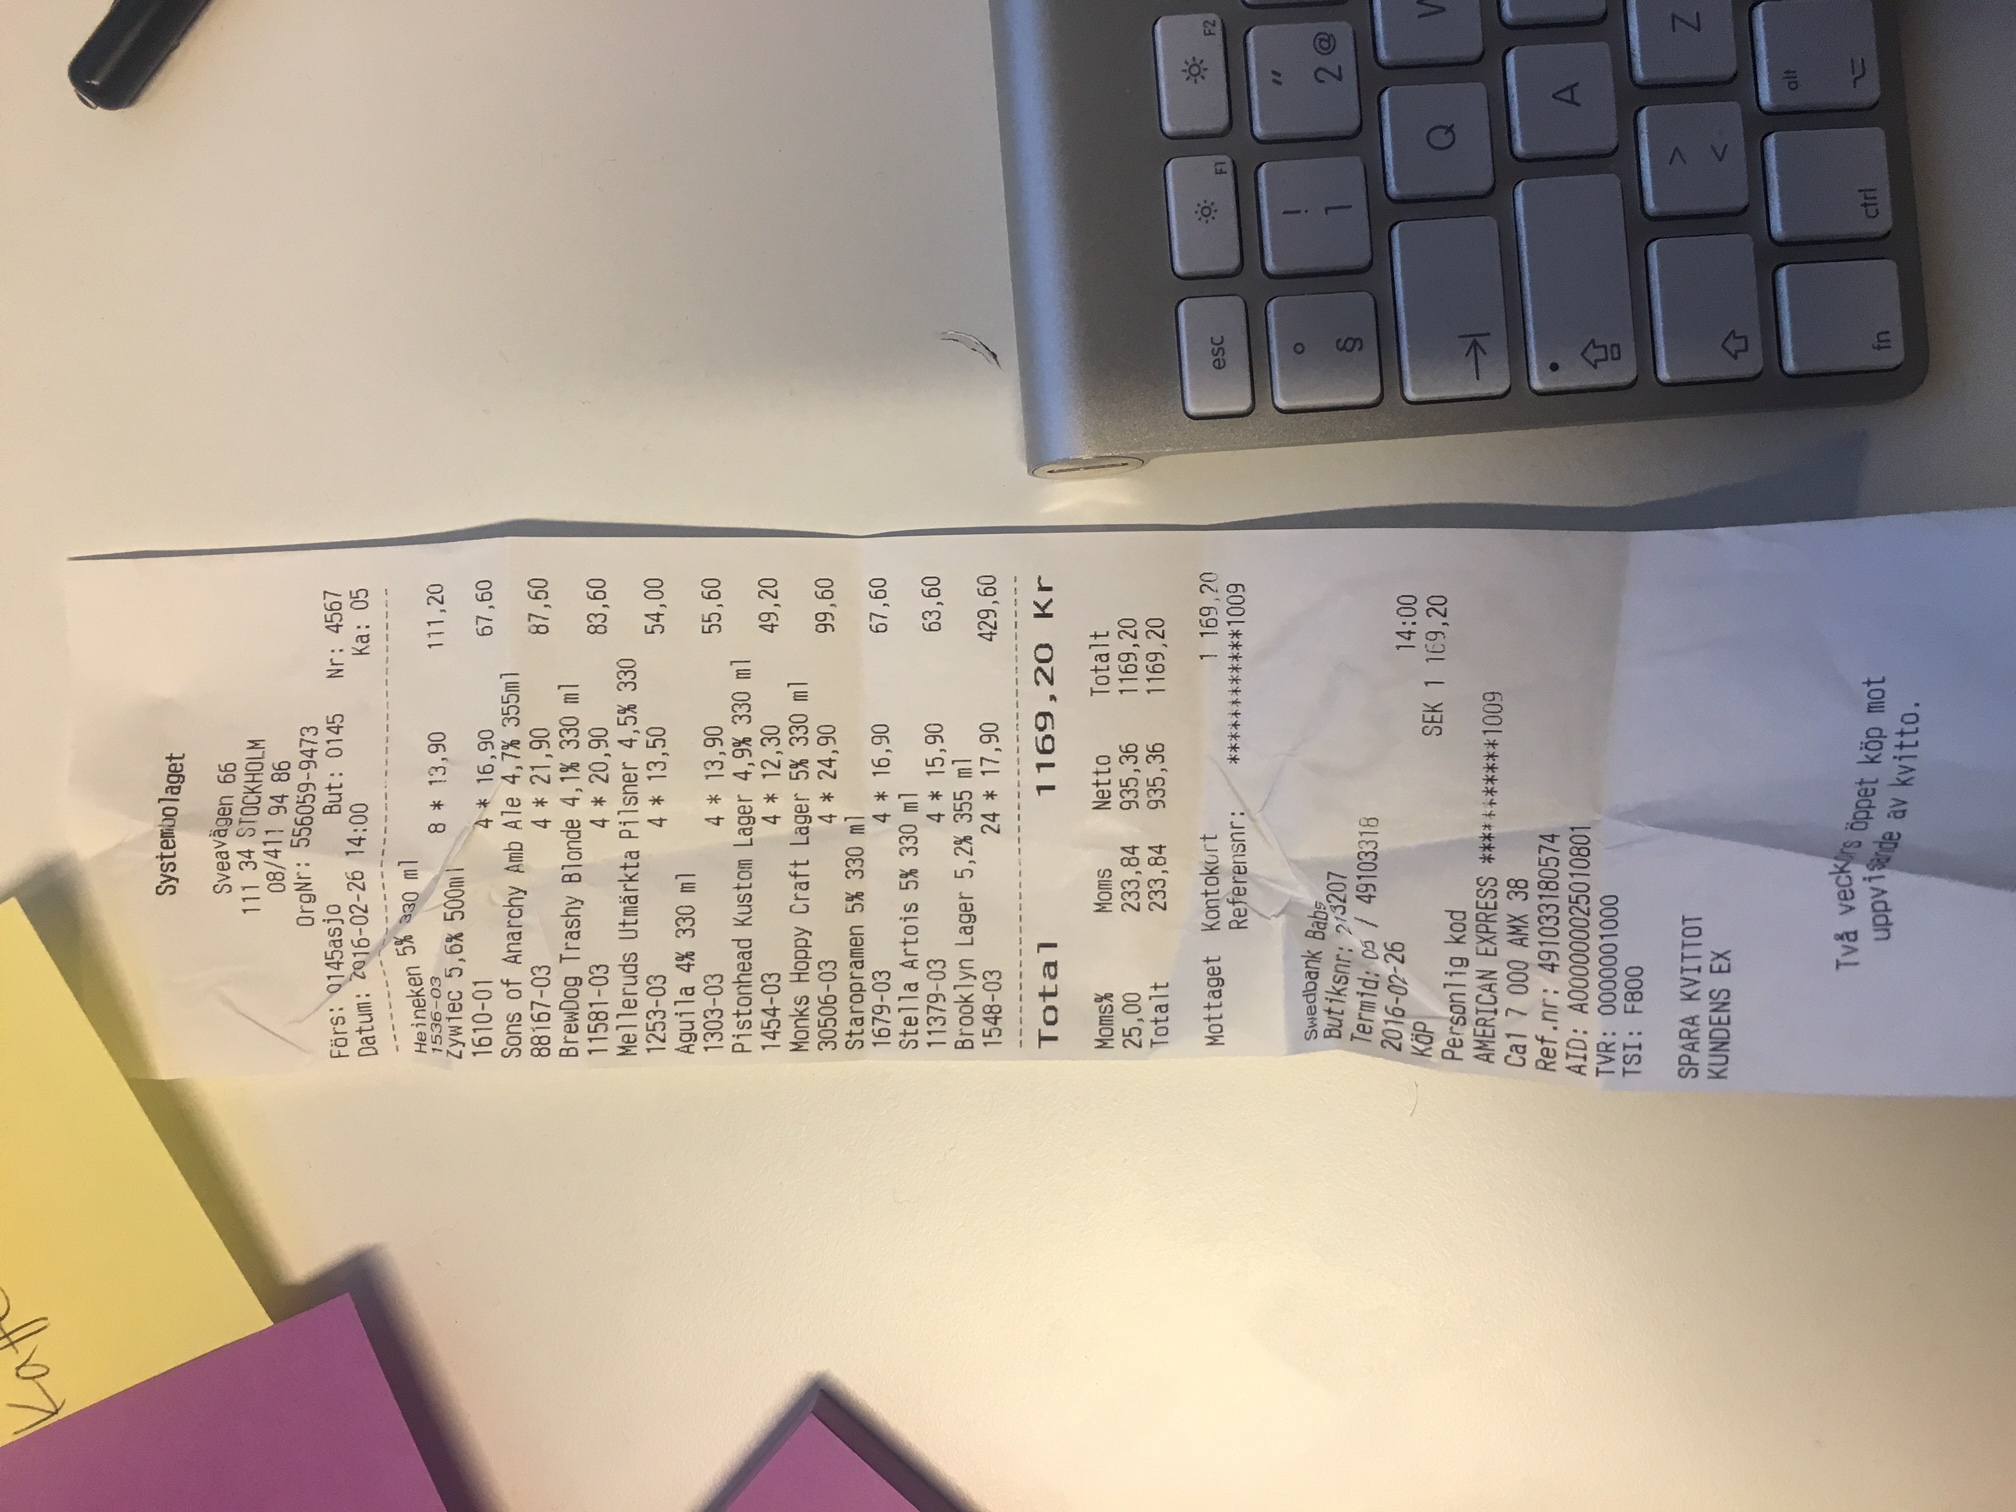 Systembolaget
Sveavägen 66
111 34 STOCKHOLM
08/411 94 86
OrgNr: 556059-9473
Förs: 0145asjo But: 0145 Nr: 4567
Datum: 2016-02-26 14:00 Ka: 05
Heineken 5% 330 ml
1536-03 8 * 13,90 111,20
Zywiec 5,6% 500ml
1610-01 4 * 16,90 67,60
Sons of Anarchy Amb Ale 4,7% 355ml
88167-03 4 * 21,90 87,60
BrewDog Trashy Blonde 4,1% 330 ml
11581-03 4 * 20,90 83,60
Melleruds Utmärkta Pilsner 4,5% 330
1253-03 4 * 13,50 54,00
Aguila 4% 330 ml
1303-03 4 * 13,90 55,60
Pistonhead Kustom Lager 4,9% 330 ml
1454-03 4 * 12,30 49,20
Monks Hoppy Craft Lager 5% 330 ml
30506-03 4 * 24,90 99,60
Staropramen 5% 330 ml
1679-03 4 * 16,90 67,60
Stella Artois 5% 330 ml
11379-03 4 * 15,90 63,60
Brooklyn Lager 5,2% 355 ml
1548-03 24 * 17,90 429,60
Total 1169,20 Kr
Moms% Moms Netto Totalt
25,00 233,84 935,36 1169,20
Totalt 233,84 935,36 1169,20
Mottaget Kontokort 1 169,20
Referensnr: ************1009
Swedbank Babs
Butiksnr: 213207
Termid: 05 / 49103318
2016-02-26 14:00
KÖP SEK 1 169,20
Personlig kod
AMERICAN EXPRESS ***********1009
Ca1 7 000 AMX 38
Ref.nr: 491033180574
AID: A000000025010801
TVR: 0000001000
TSI: F800
SPARA KVITTOT
KUNDENS EX
Två veckors öppet köp mot
uppvisande av kvitto.
esc
F1
F2
° §
! 1
" 2 @
Q
A
> <
Z
fn
ctrl
alt